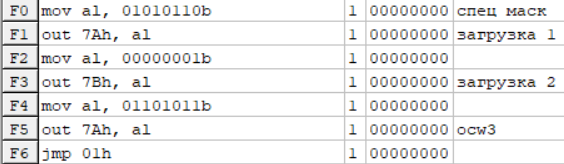 F0 mov al, 01010110b 1 00000000 спец маск
F1 out 7Ah, al 1 00000000 загрузка 1
F2 mov al, 00000001b 1 00000000
F3 out 7Bh, al 1 00000000 загрузка 2
F4 mov al, 01101011b 1 00000000
F5 out 7Ah, al 1 00000000 ocw3
F6 jmp 01h 1 00000000